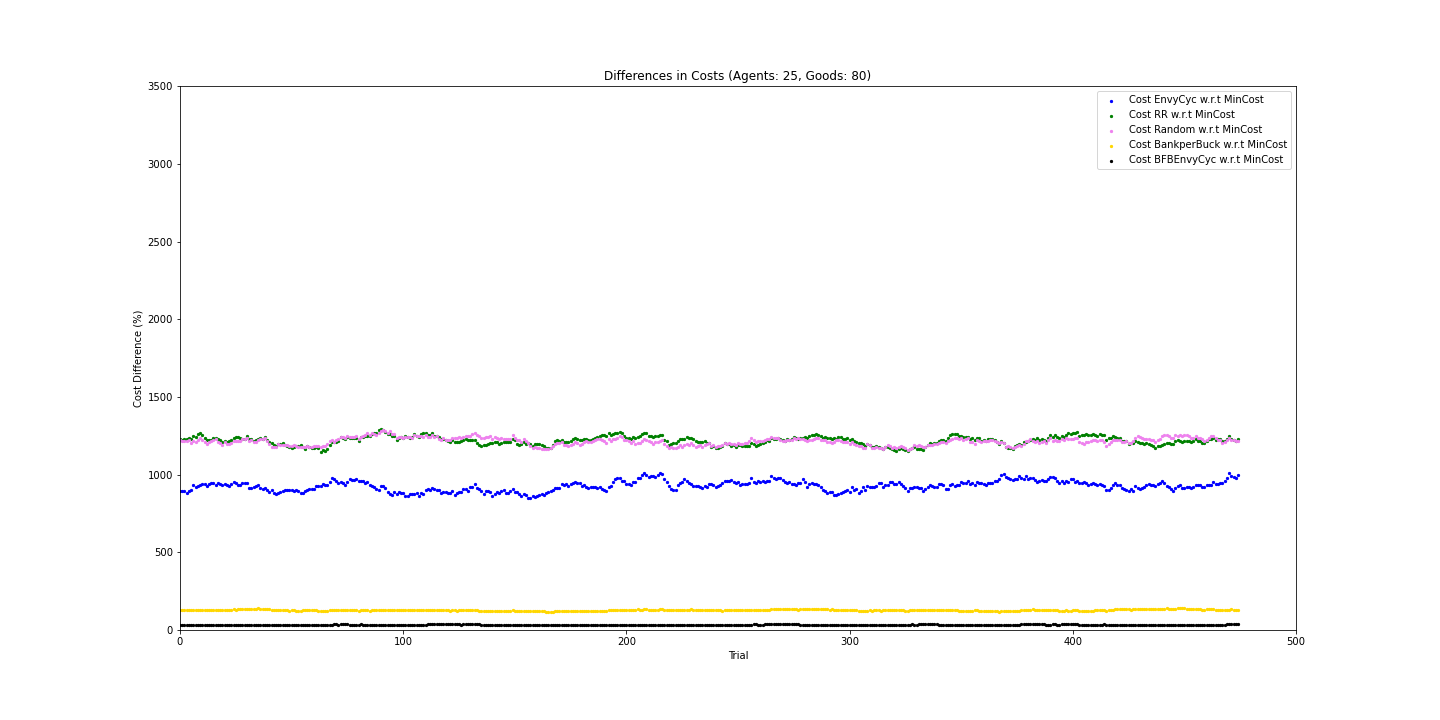 Differences in Costs (Agents: 25, Goods: 80)
3500
3000
2500
2000
1500
1000
500
0
Cost Difference (%)
Cost EnvyCyc w.r.t MinCost
Cost RR w.r.t MinCost
Cost Random w.r.t MinCost
Cost BankperBuck w.r.t MinCost
Cost BFBEnvyCyc w.r.t MinCost
0 100 200 300 400 500
Trial